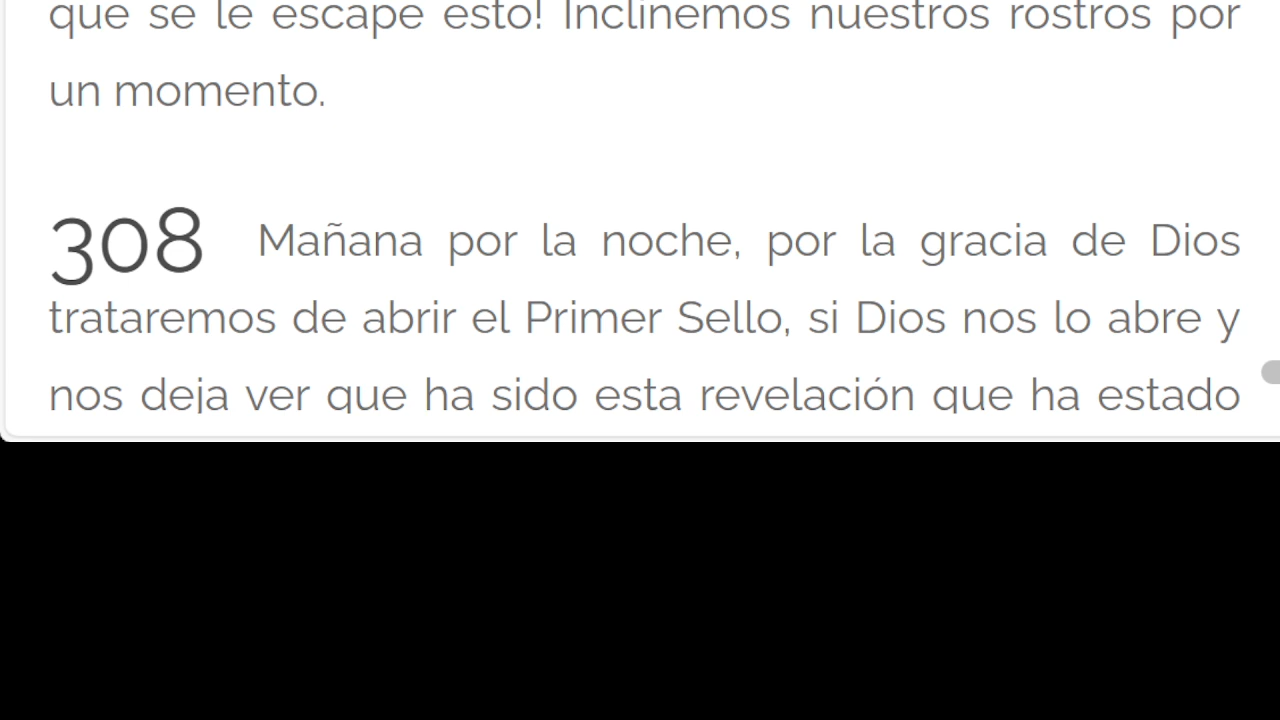 que se le escape esto! Inclinemos nuestros rostros por
un momento.
308 Mañana por la noche, por la gracia de Dios
trataremos de abrir el Primer Sello, si Dios nos lo abre y
nos deja ver que ha sido esta revelación que ha estado